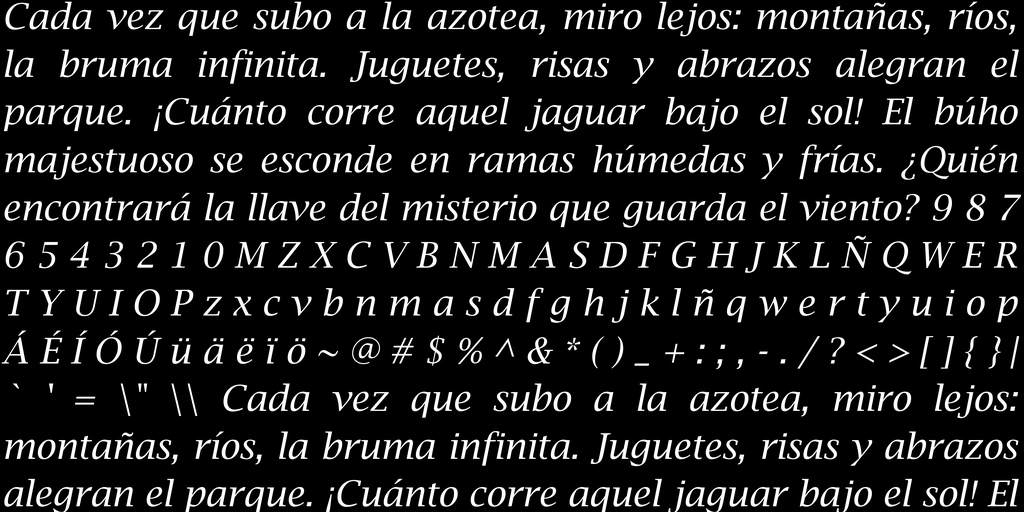 Cada vez que subo a la azotea, miro lejos: montañas, ríos,
la bruma infinita. Juguetes, risas y abrazos alegran el
parque. ¡Cuánto corre aquel jaguar bajo el sol! El búho
majestuoso se esconde en ramas húmedas y frías. ¿Quién
encontrará la llave del misterio que guarda el viento? 9 8 7
6 5 4 3 2 1 0 M Z X C V B N M A S D F G H J K L Ñ Q W E R
T Y U I O P z x c v b n m a s d f g h j k l ñ q w e r t y u i o p
Á É Í Ó Ú ü ä ë ï ö ~ @ # $ % ^ & * ( ) _ + : ; , - . / ? < > [ ] { } |
` ' = \" \\ Cada vez que subo a la azotea, miro lejos:
montañas, ríos, la bruma infinita. Juguetes, risas y abrazos
alegran el parque. ¡Cuánto corre aquel jaguar bajo el sol! El